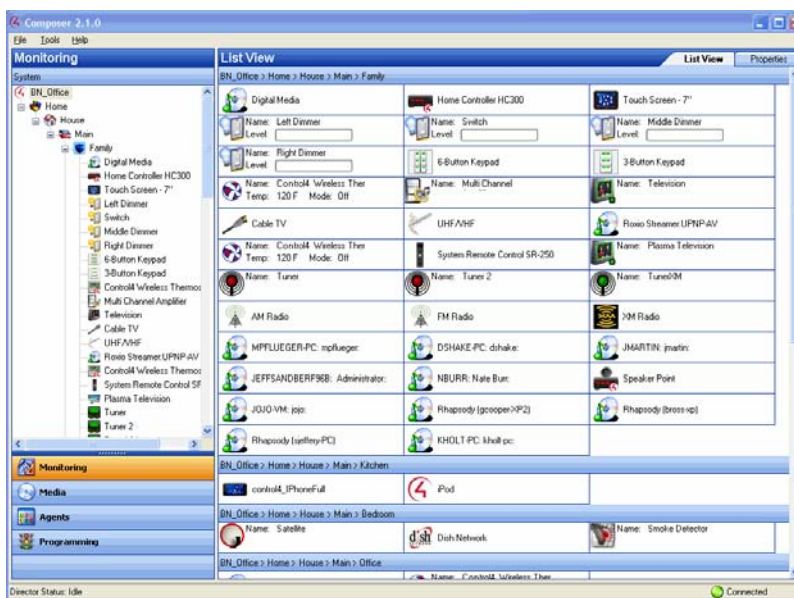 Composer 2.1.0
File Tools Help
Monitoring
System
BN_Office
Home
House
Main
Family
Digital Media
Home Controller HC300
Touch Screen - 7"
Left Dimmer
Switch
Middle Dimmer
Right Dimmer
6-Button Keypad
3-Button Keypad
Control4 Wireless Thermos
Multi Channel Amplifier
Television
Cable TV
UHF/VHF
Roxio Streamer:UPNP-AV
Control4 Wireless Thermos
System Remote Control SR
Plasma Television
Tuner
Tuner 2
Monitoring
Media
Agents
Programming
List View
List View Properties
BN_Office > Home > House > Main > Family
Digital Media Home Controller HC300 Touch Screen - 7"
Name: Left Dimmer Name: Switch Name: Middle Dimmer
Level: Level: Level:
Name: Right Dimmer
Level: 6-Button Keypad 3-Button Keypad
Name: Control4 Wireless Ther Name: Multi Channel Name: Television
Temp: 120 F Mode: Off
Cable TV UHF/VHF Roxio Streamer:UPNP-AV
Name: Control4 Wireless Ther System Remote Control SR-250 Name: Plasma Television
Temp: 120 F Mode: Off
Name: Tuner Name: Tuner 2 Name: TunerXM
AM Radio FM Radio XM Radio
MPFLUEGER-PC: mpflueger: DSHAKE-PC: dshake: JMARTIN: jmartin:
JEFFSANDBERF96B: Administrator: NBURR: Nate Burr: Speaker Point
JOJO-VM: jojo: Rhapsody (gcooper-XP2) Rhapsody (bross-xp)
Rhapsody (sjeffery-PC) KHOLT-PC: kholt-pc:
BN_Office > Home > House > Main > Kitchen
control4_IPhoneFull iPod
BN_Office > Home > House > Main > Bedroom
Name: Satellite dish Dish Network Name: Smoke Detector
BN_Office > Home > House > Main > Office
Name: Control4 Wireless Ther
Director Status: Idle
Connected